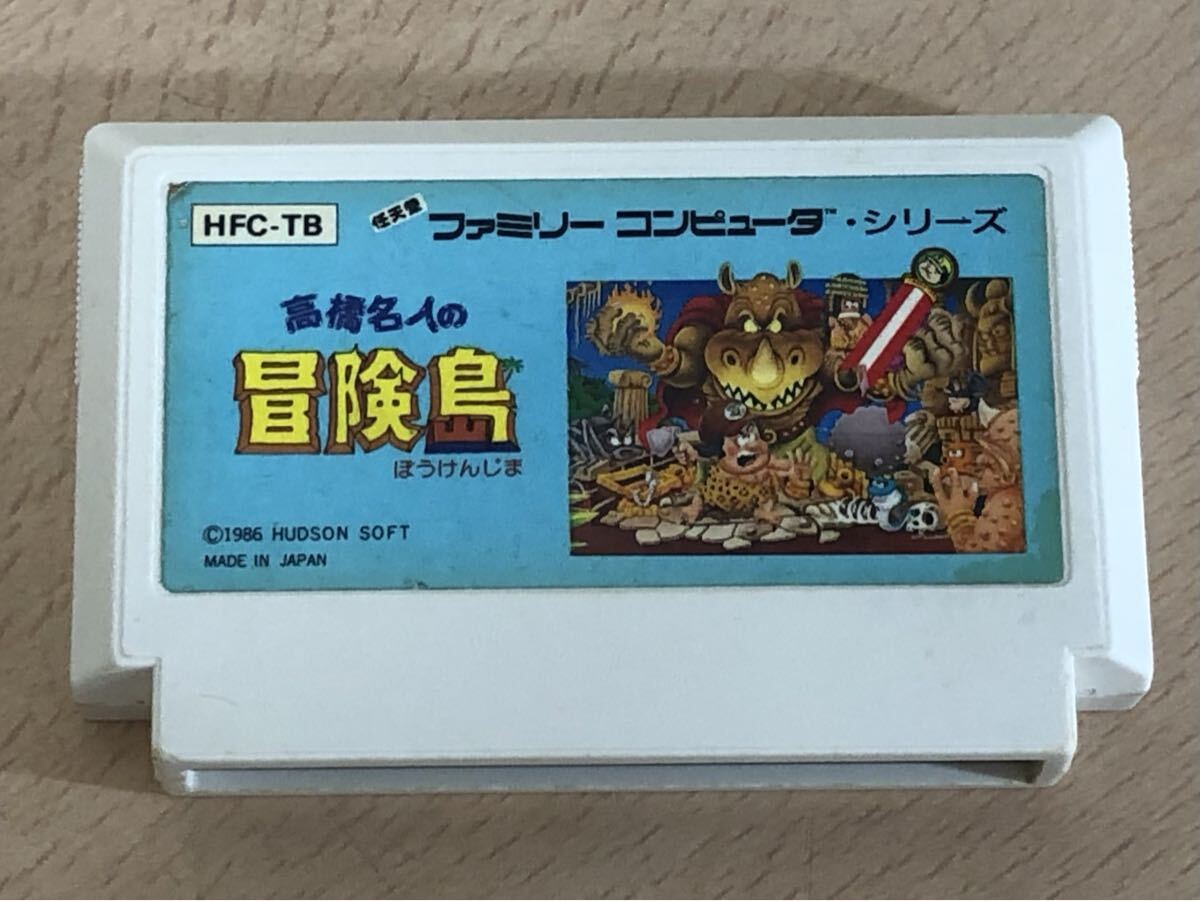 HFC-TB
任天堂 ファミリー コンピュータ™・シリーズ
高橋名人の
冒険島
ぼうけんじま
©1986 HUDSON SOFT
MADE IN JAPAN